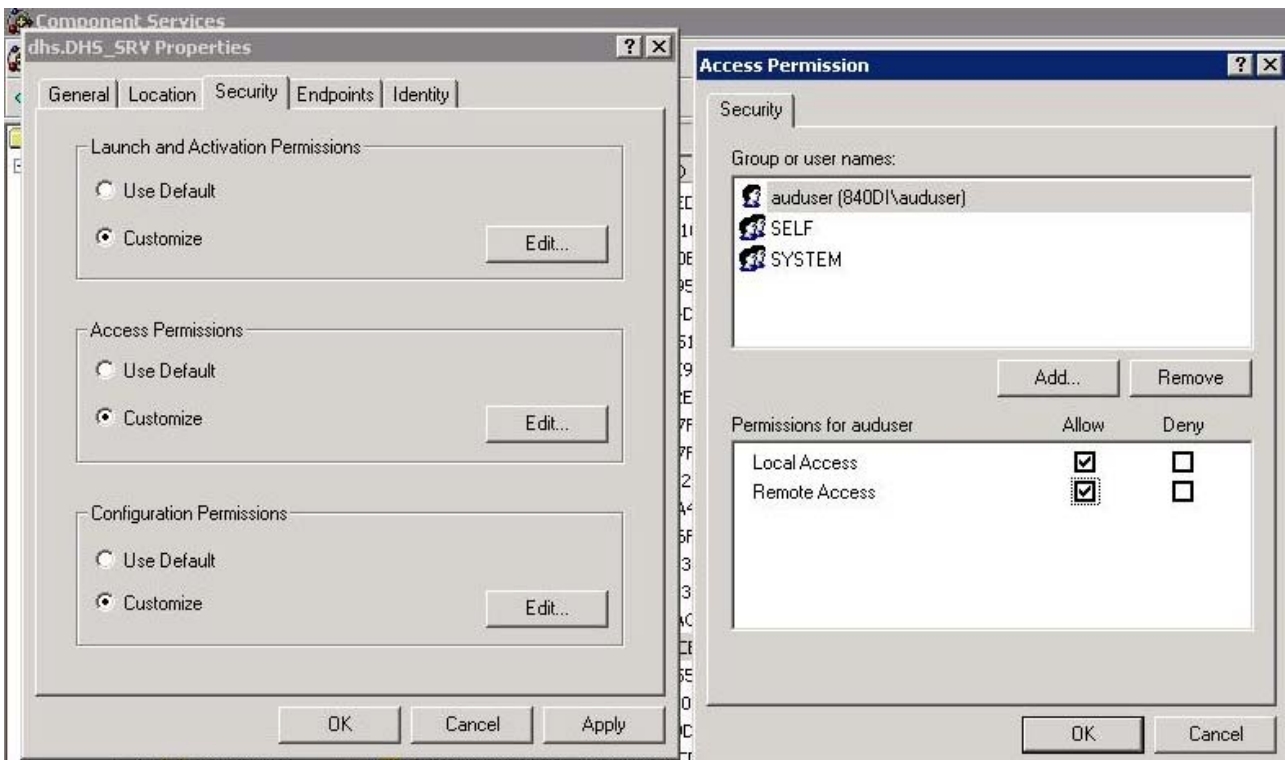 Component Services
dhs.DHS_SRV Properties
General
Location
Security
Endpoints
Identity
Launch and Activation Permissions
Use Default
Customize
Edit...
Access Permissions
Use Default
Customize
Edit...
Configuration Permissions
Use Default
Customize
Edit...
OK
Cancel
Apply
Access Permission
Security
Group or user names:
auduser (840DI\auduser)
SELF
SYSTEM
Add...
Remove
Permissions for auduser
Allow
Deny
Local Access
Remote Access
OK
Cancel